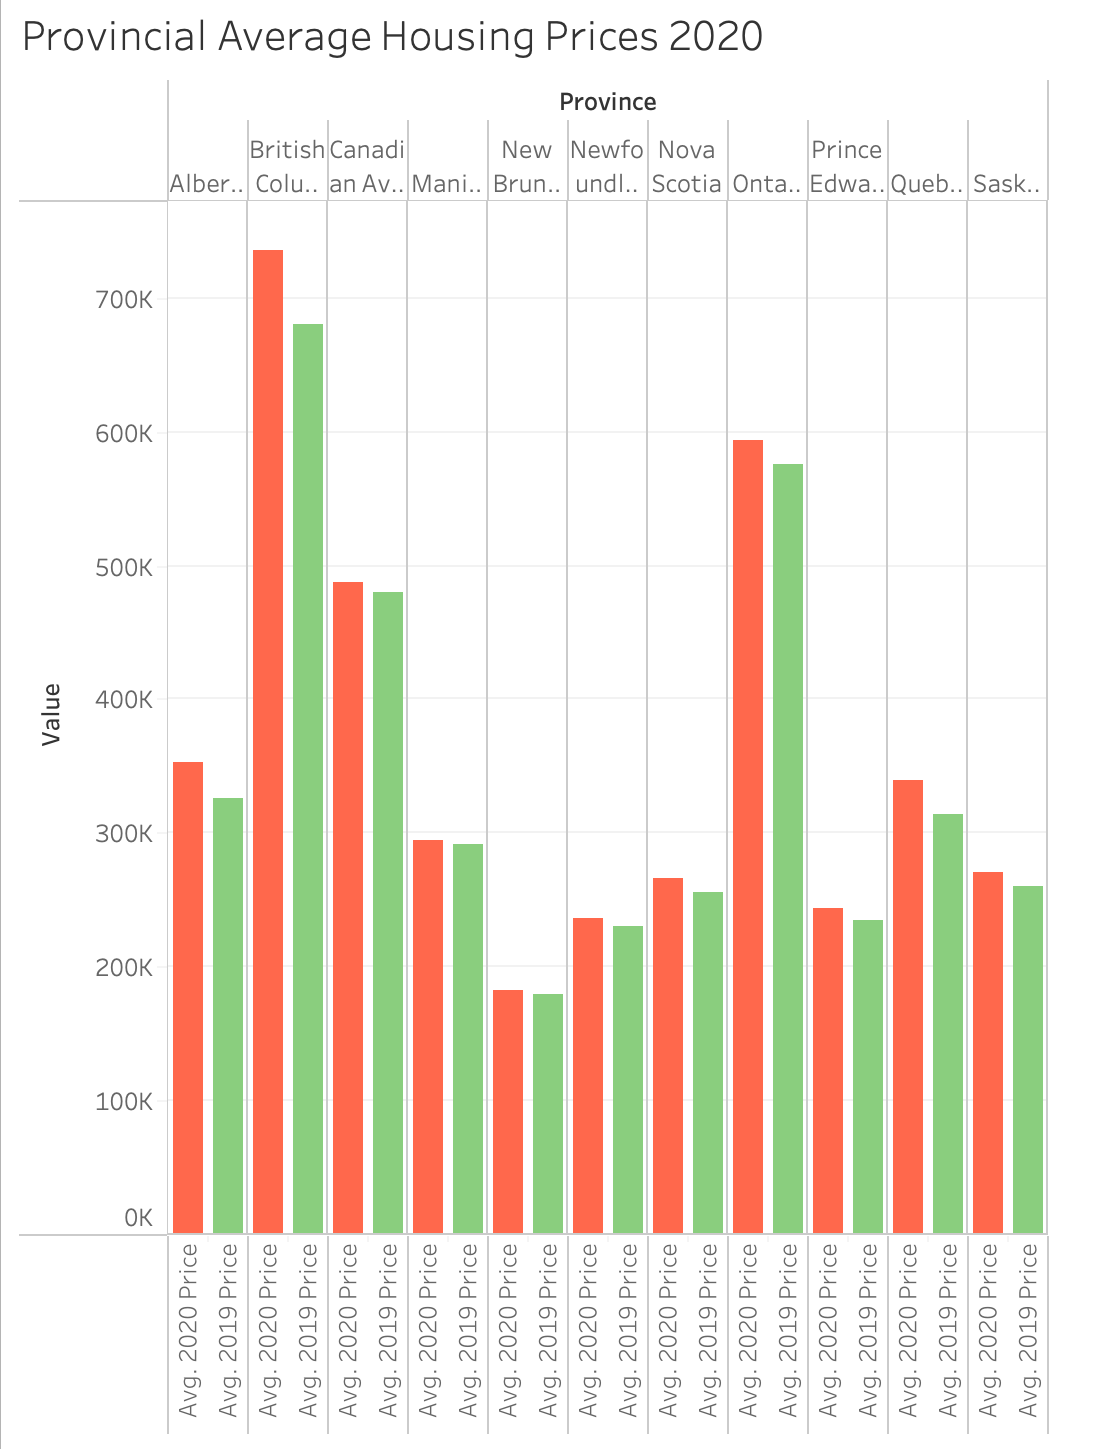 Provincial Average Housing Prices 2020
Province
Alber..
British
Colu..
Canadi
an Av..
Mani..
New
Brun..
Newfo
undl..
Nova
Scotia
Onta..
Prince
Edwa..
Queb..
Sask..
Value
700K
600K
500K
400K
300K
200K
100K
0K
Avg. 2020 Price
Avg. 2019 Price
Avg. 2020 Price
Avg. 2019 Price
Avg. 2020 Price
Avg. 2019 Price
Avg. 2020 Price
Avg. 2019 Price
Avg. 2020 Price
Avg. 2019 Price
Avg. 2020 Price
Avg. 2019 Price
Avg. 2020 Price
Avg. 2019 Price
Avg. 2020 Price
Avg. 2019 Price
Avg. 2020 Price
Avg. 2019 Price
Avg. 2020 Price
Avg. 2019 Price
Avg. 2020 Price
Avg. 2019 Price